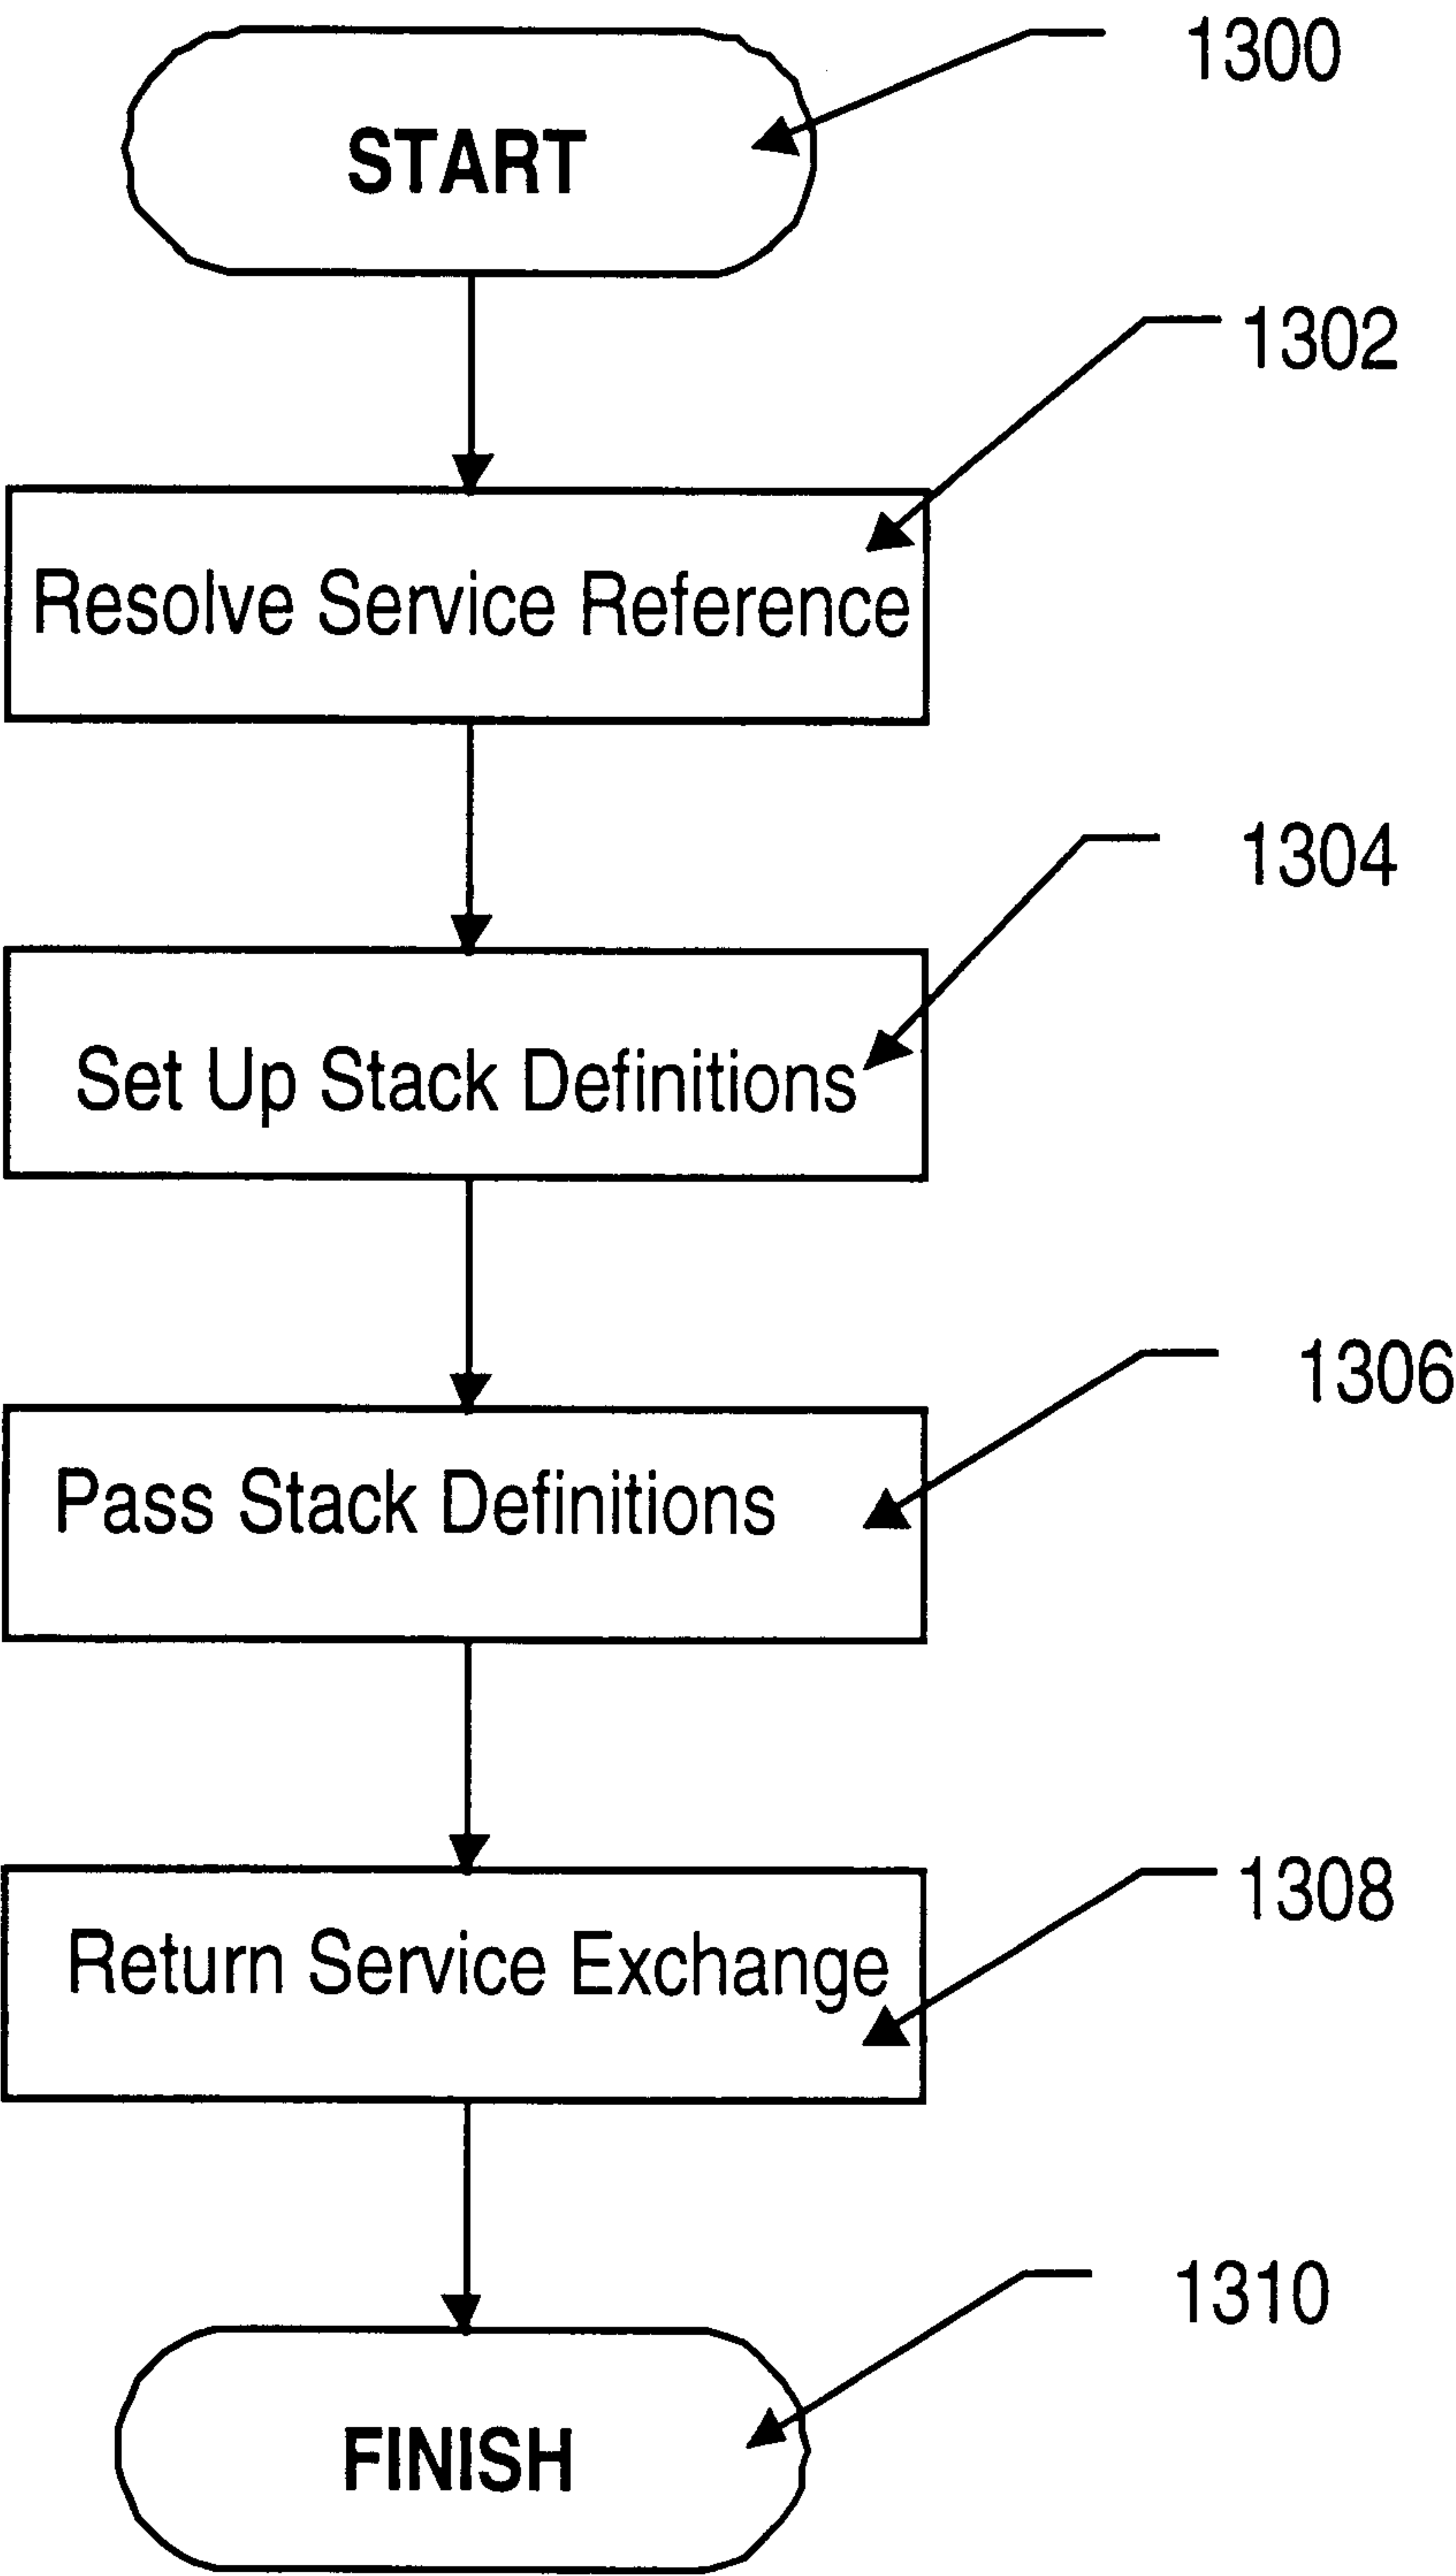 1300
START
1302
Resolve Service Reference
1304
Set Up Stack Definitions
1306
Pass Stack Definitions
1308
Return Service Exchange
1310
FINISH